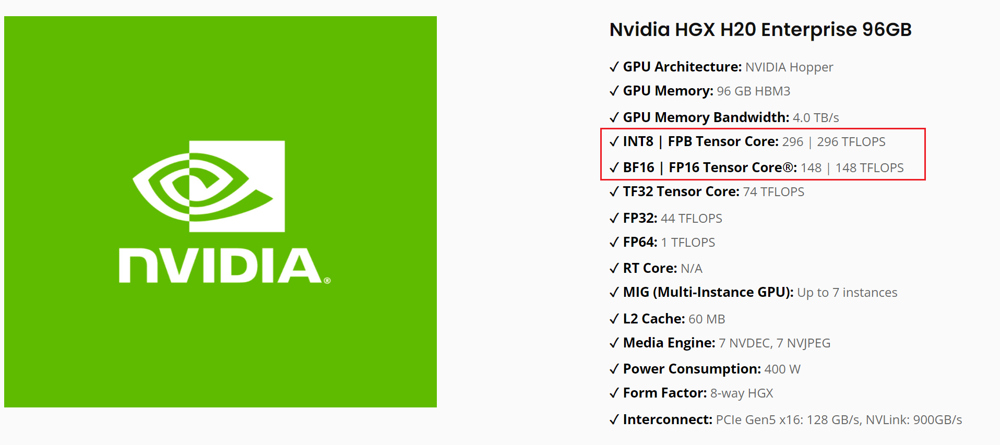 nVIDIA®
Nvidia HGX H20 Enterprise 96GB
✓ GPU Architecture: NVIDIA Hopper
✓ GPU Memory: 96 GB HBM3
✓ GPU Memory Bandwidth: 4.0 TB/s
✓ INT8 | FPB Tensor Core: 296 | 296 TFLOPS
✓ BF16 | FP16 Tensor Core®: 148 | 148 TFLOPS
✓ TF32 Tensor Core: 74 TFLOPS
✓ FP32: 44 TFLOPS
✓ FP64: 1 TFLOPS
✓ RT Core: N/A
✓ MIG (Multi-Instance GPU): Up to 7 instances
✓ L2 Cache: 60 MB
✓ Media Engine: 7 NVDEC, 7 NVJPEG
✓ Power Consumption: 400 W
✓ Form Factor: 8-way HGX
✓ Interconnect: PCIe Gen5 x16: 128 GB/s, NVLink: 900GB/s